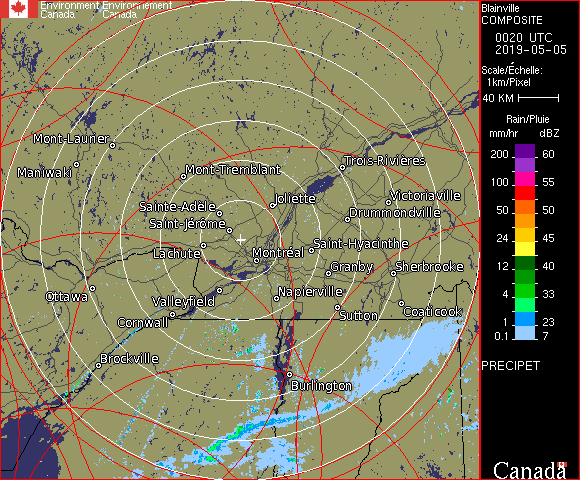 Environment Environnement
Canada Canada
Blainville
COMPOSITE
0020 UTC
2019-05-05
Scale/Échelle:
1km/Pixel
40 KM
Rain/Pluie
mm/hr dBZ
200 60
100 55
50 50
24 45
12 40
4 33
1 23
0.1 7
PRECIPET
Canada
Mont-Laurier
Maniwaki
Mont-Tremblant
Trois-Rivières
Sainte-Adèle
Joliette
Victoriaville
Saint-Jérôme
Drummondville
Lachute
Montréal
Saint-Hyacinthe
Granby
Sherbrooke
Ottawa
Valleyfield
Napierville
Cornwall
Sutton
Coaticook
Brockville
Burlington